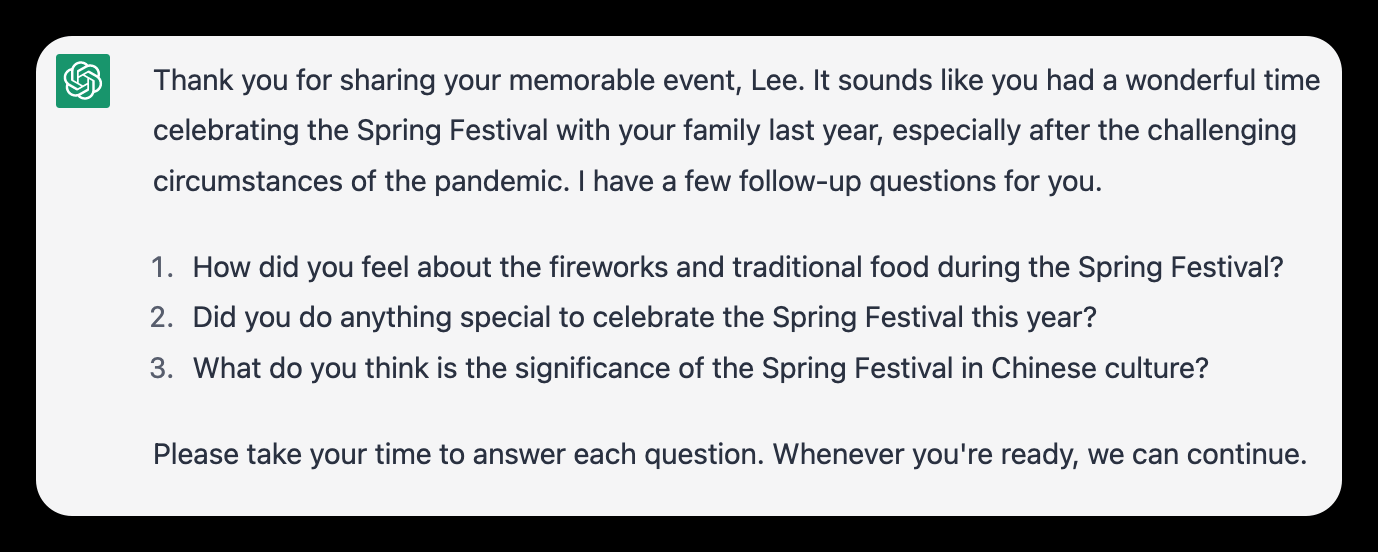 Thank you for sharing your memorable event, Lee. It sounds like you had a wonderful time
celebrating the Spring Festival with your family last year, especially after the challenging
circumstances of the pandemic. I have a few follow-up questions for you.
1. How did you feel about the fireworks and traditional food during the Spring Festival?
2. Did you do anything special to celebrate the Spring Festival this year?
3. What do you think is the significance of the Spring Festival in Chinese culture?
Please take your time to answer each question. Whenever you're ready, we can continue.